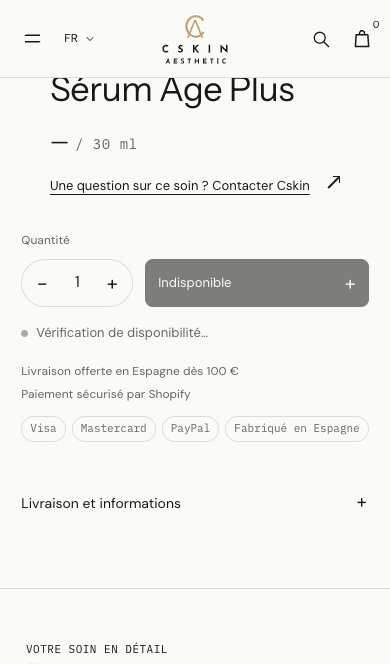 FR
CSKIN
AESTHETIC
0
Sérum Âge Plus
— / 30 ml
Une question sur ce soin ? Contacter Cskin
Quantité
− 1 +
Indisponible +
Vérification de disponibilité…
Livraison offerte en Espagne dès 100 €
Paiement sécurisé par Shopify
Visa Mastercard PayPal Fabriqué en Espagne
Livraison et informations +
VOTRE SOIN EN DÉTAIL